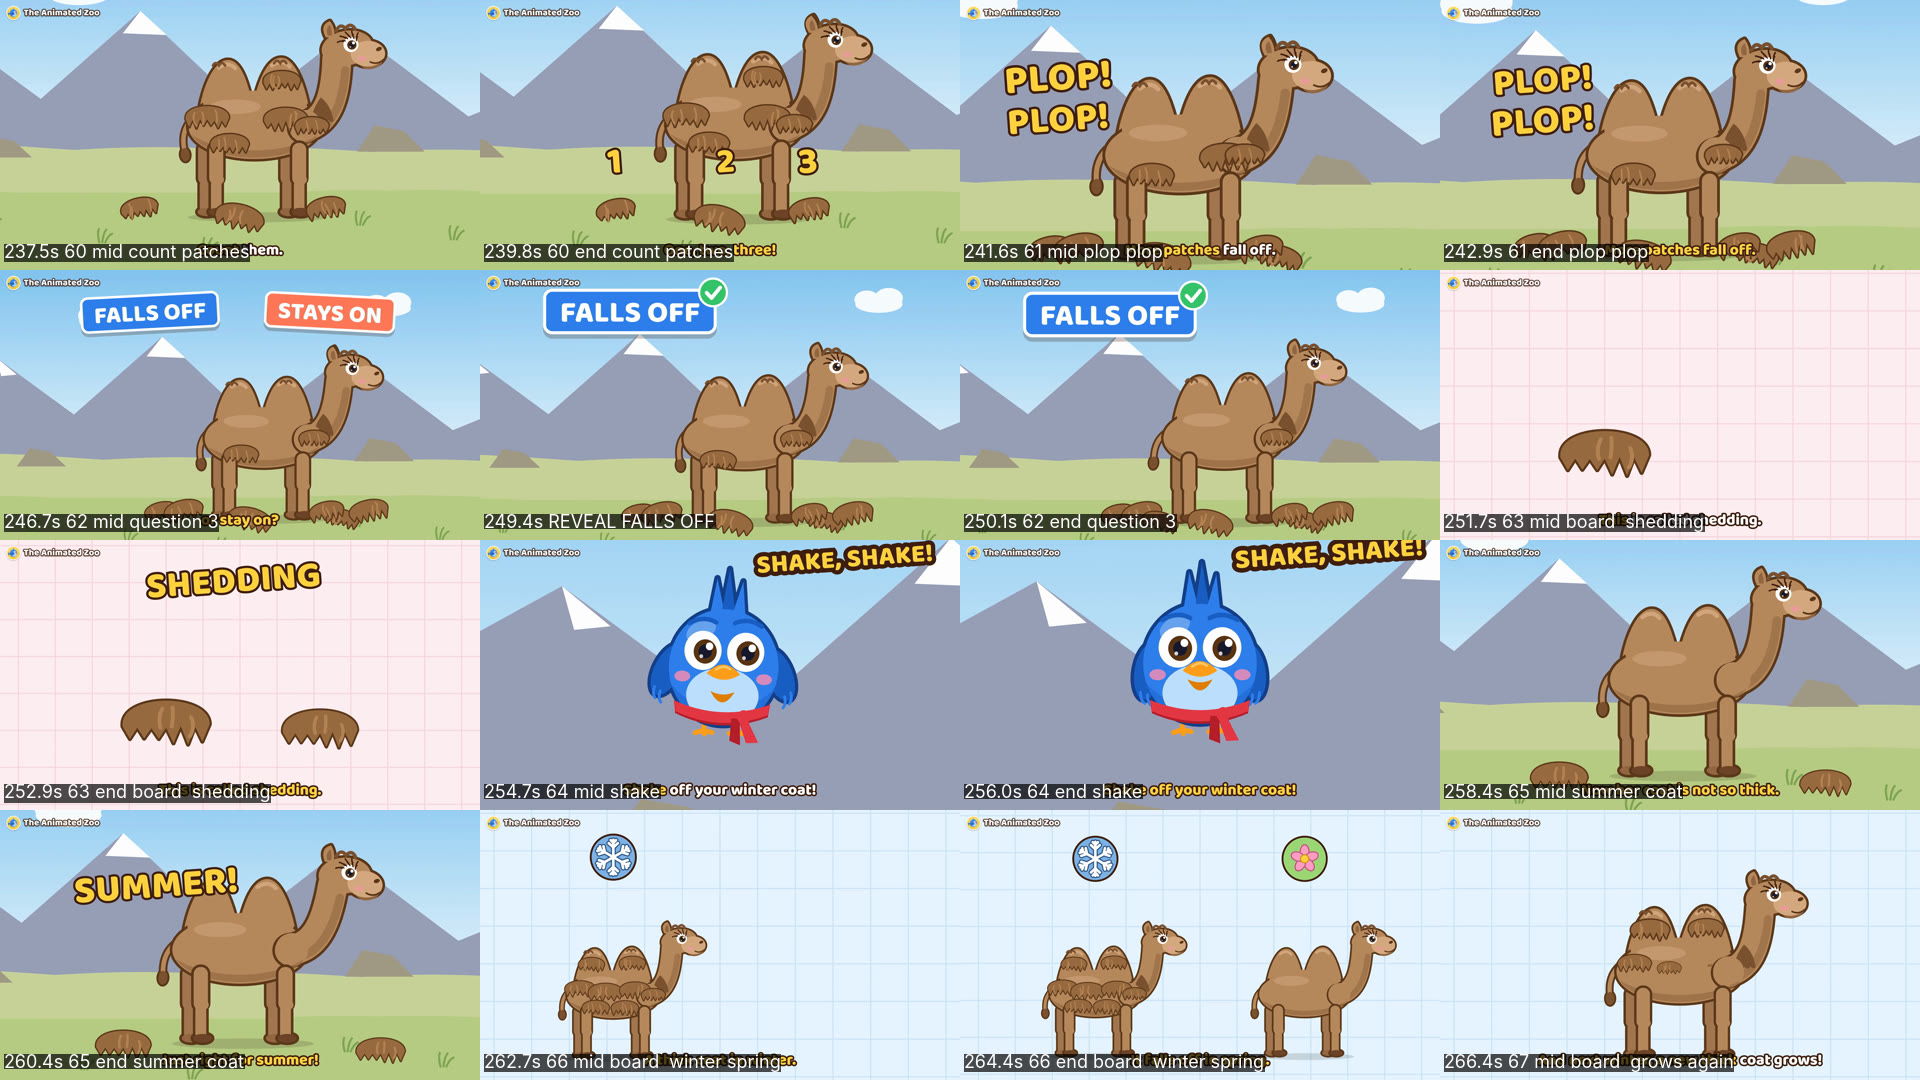 The Animated Zoo
237.5s 60 mid count patches hem.
The Animated Zoo
1 2 3
239.8s 60 end count patches three!
The Animated Zoo
PLOP!
PLOP!
241.6s 61 mid plop plop patches fall off.
The Animated Zoo
PLOP!
PLOP!
242.9s 61 end plop plop patches fall off.
The Animated Zoo
FALLS OFF
STAYS ON
246.7s 62 mid question 3 stay on?
The Animated Zoo
FALLS OFF
249.4s REVEAL FALLS OFF
The Animated Zoo
FALLS OFF
250.1s 62 end question 3
The Animated Zoo
251.7s 63 mid board shedding hedding.
The Animated Zoo
SHEDDING
252.9s 63 end board shedding edding.
The Animated Zoo
SHAKE, SHAKE!
254.7s 64 mid shake off your winter coat!
The Animated Zoo
SHAKE, SHAKE!
256.0s 64 end shake off your winter coat!
The Animated Zoo
258.4s 65 mid summer coat s not so thick.
The Animated Zoo
SUMMER!
260.4s 65 end summer coat r summer!
The Animated Zoo
262.7s 66 mid board winter spring er.
The Animated Zoo
264.4s 66 end board winter spring .
The Animated Zoo
266.4s 67 mid board grows again coat grows!